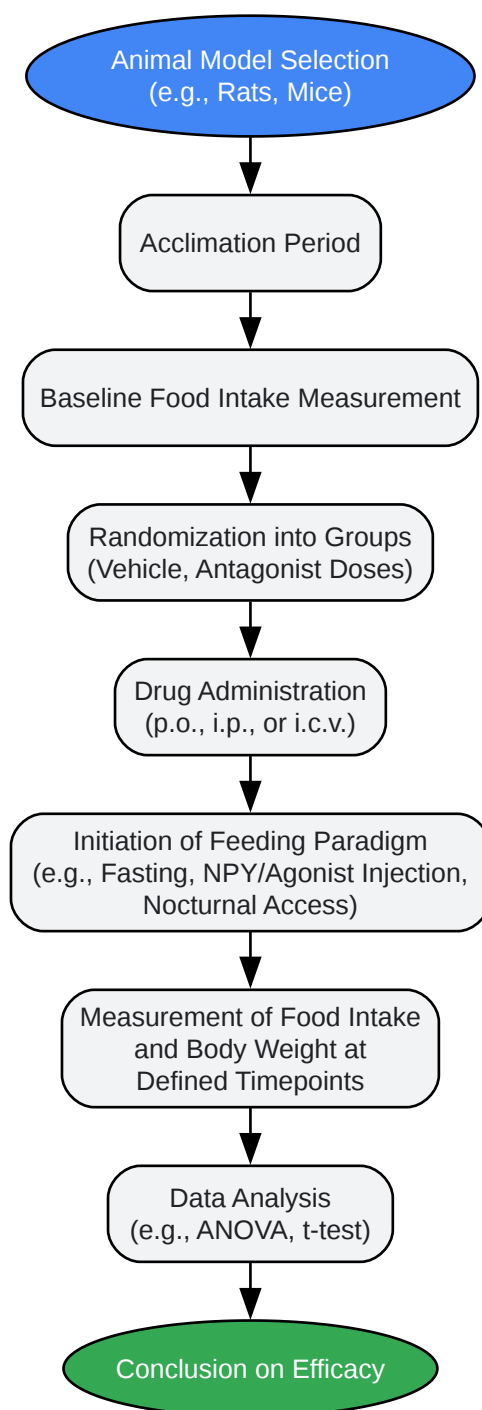 Animal Model Selection
(e.g., Rats, Mice)
Acclimation Period
Baseline Food Intake Measurement
Randomization into Groups
(Vehicle, Antagonist Doses)
Drug Administration
(p.o., i.p., or i.c.v.)
Initiation of Feeding Paradigm
(e.g., Fasting, NPY/Agonist Injection,
Nocturnal Access)
Measurement of Food Intake
and Body Weight at
Defined Timepoints
Data Analysis
(e.g., ANOVA, t-test)
Conclusion on Efficacy